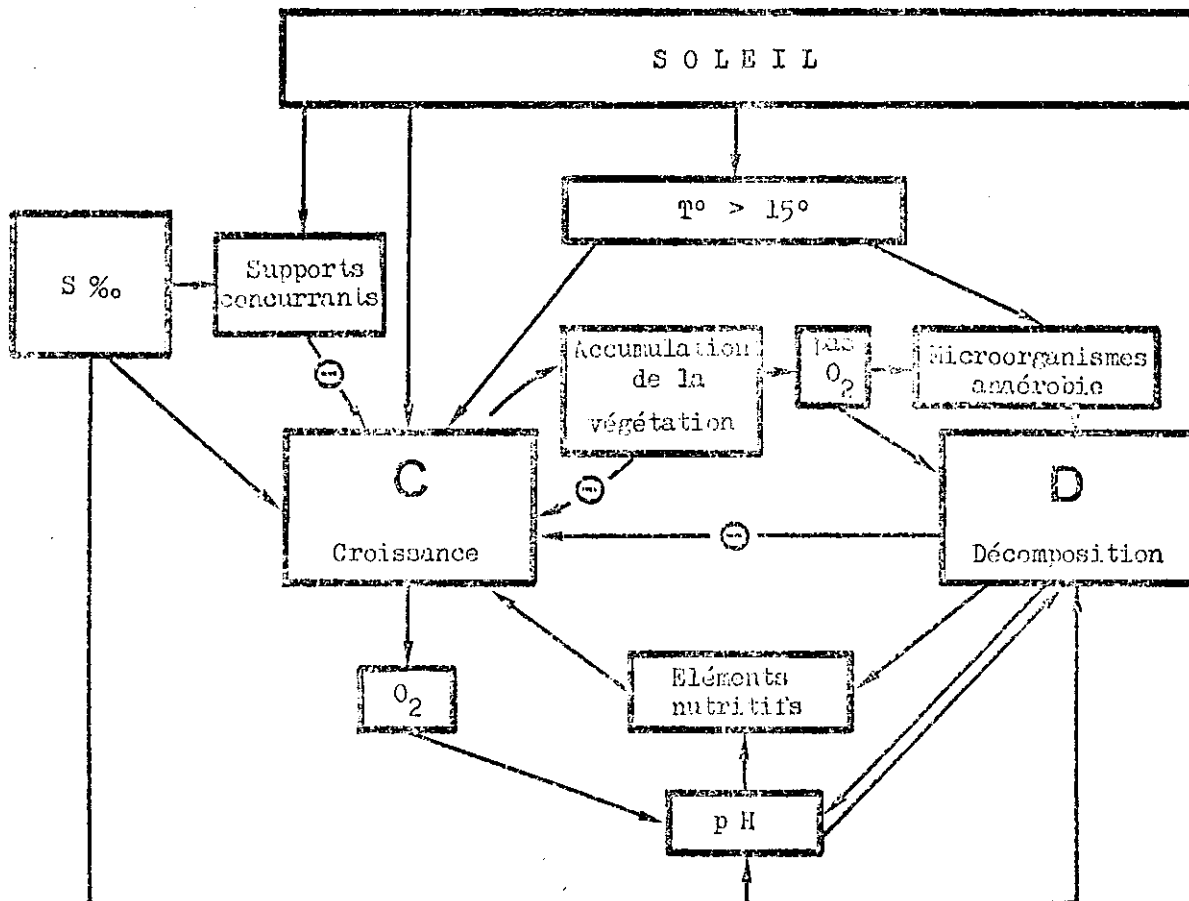 SOLEIL
T° > 15°
S ‰
Supports
concurrants
Accumulation
de la
végétation
pas
O2
Microorganismes
anaérobie
C
Croissance
D
Décomposition
O2
Eléments
nutritifs
pH